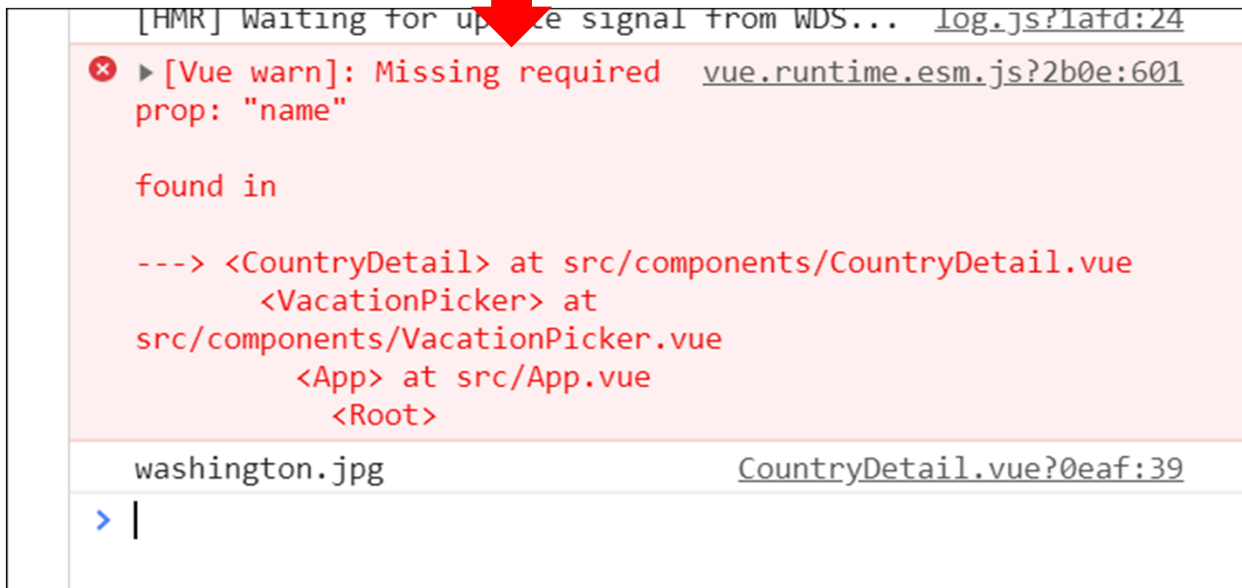 [HMR] Waiting for signal from WDS... log.js?1afd:24
[Vue warn]: Missing required vue.runtime.esm.js?2b0e:601
prop: "name"
found in
---> <CountryDetail> at src/components/CountryDetail.vue
<VacationPicker> at
src/components/VacationPicker.vue
<App> at src/App.vue
<Root>
washington.jpg CountryDetail.vue?0eaf:39
>